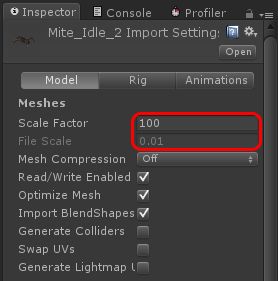 Inspector Console Profiler
Mite_Idle_2 Import Settings
Open
Model Rig Animations
Meshes
Scale Factor 100
File Scale 0.01
Mesh Compression Off
Read/Write Enabled
Optimize Mesh
Import BlendShapes
Generate Colliders
Swap UVs
Generate Lightmap U